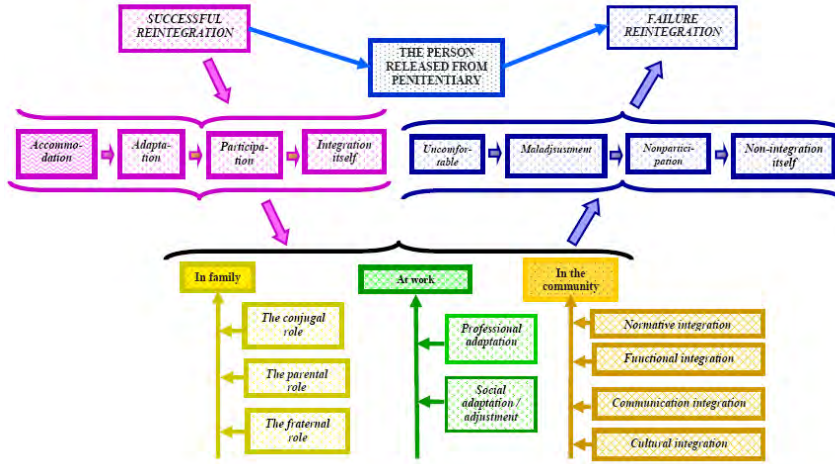 SUCCESSFUL
REINTEGRATION
THE PERSON
RELEASED FROM
PENITENTIARY
FAILURE
REINTEGRATION
Accommo-
dation
Adapta-
tion
Participa-
tion
Integration
itself
Uncomfor-
table
Maladjsustment
Nonpartici-
pation
Non-integration
itself
In family
The conjugal
role
The parental
role
The fraternal
role
At work
Professional
adaptation
Social
adaptation /
adjustment
In the
community
Normative integration
Functional integration
Communication integration
Cultural integration